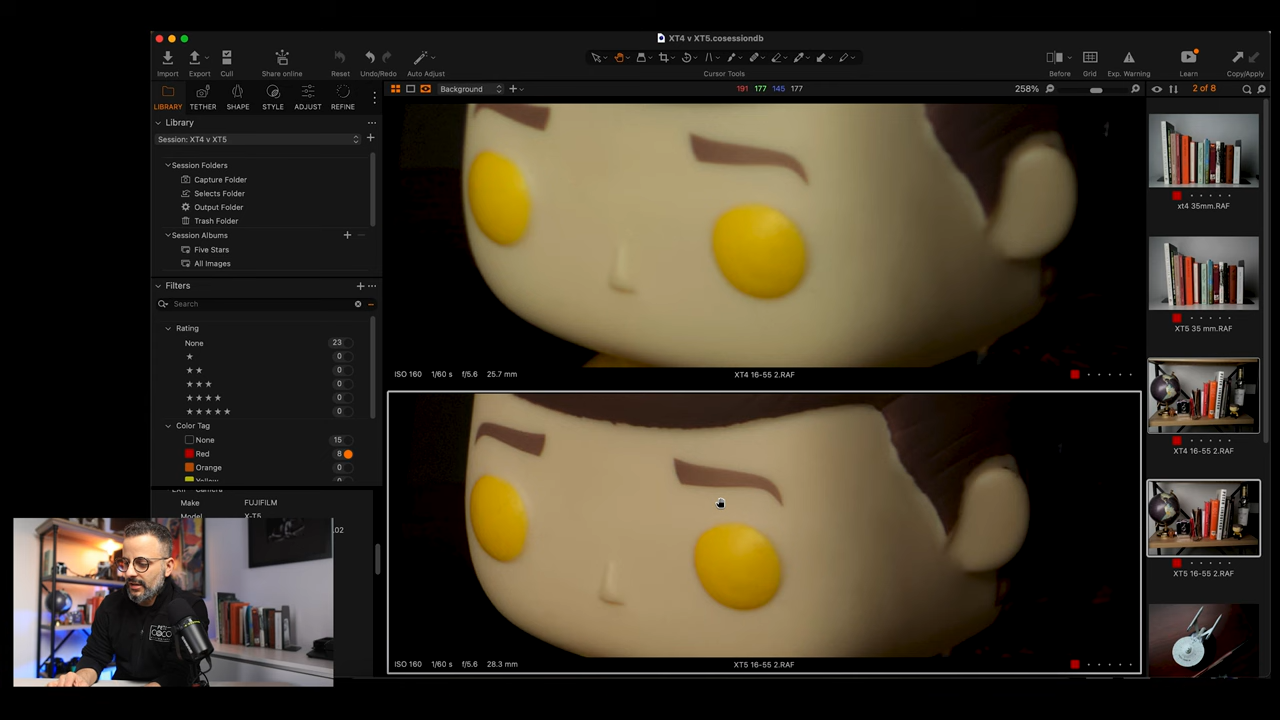 XT4 v XT5.cosessiondb
Import
Export
Cull
Share online
Reset
Undo/Redo
Auto Adjust
Cursor Tools
Before
Grid
Exp. Warning
Learn
Copy/Apply
LIBRARY
TETHER
SHAPE
STYLE
ADJUST
REFINE
Background
191 177 145 177
258%
2 of 8
Library
Session: XT4 v XT5
Session Folders
Capture Folder
Selects Folder
Output Folder
Trash Folder
Session Albums
Five Stars
All Images
Filters
Search
Rating
None 23
0
0
0
0
0
Color Tag
None 15
Red 8
Orange 0
Yellow
Make FUJIFILM
Model X-T5
ISO 160 1/60 s f/5.6 25.7 mm
XT4 16-55 2.RAF
ISO 160 1/60 s f/5.6 28.3 mm
XT5 16-55 2.RAF
xt4 35mm.RAF
XT5 35 mm.RAF
XT4 16-55 2.RAF
XT5 16-55 2.RAF